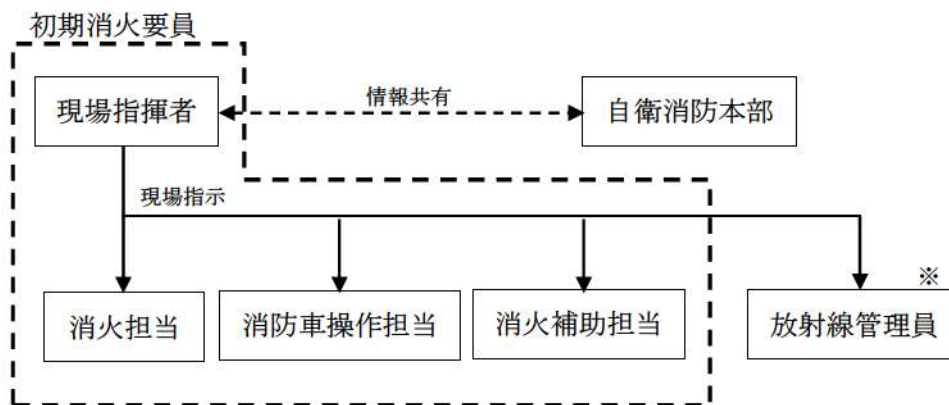 初期消火要員
現場指揮者
情報共有
自衛消防本部
現場指示
※
消火担当
消防車操作担当
消火補助担当
放射線管理員